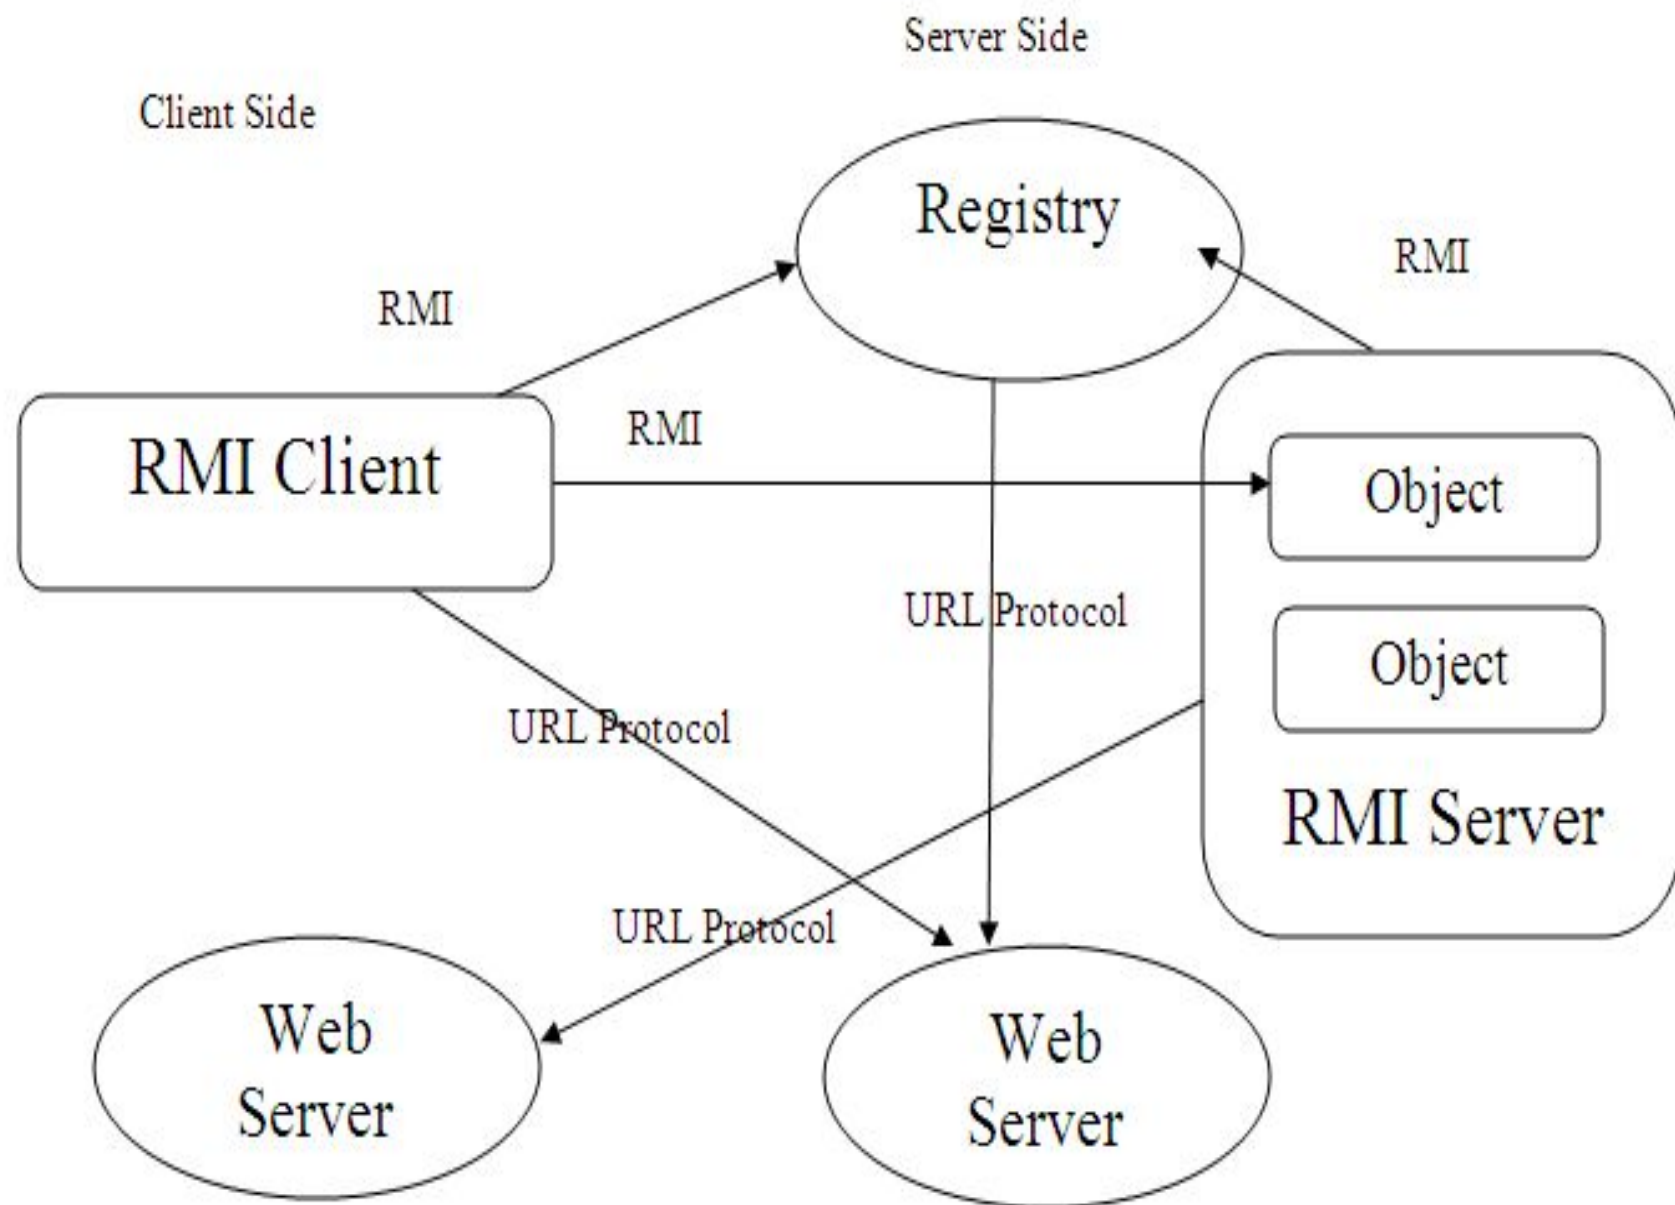 Server Side
Client Side
Registry
RMI
RMI
RMI
RMI Client
Object
URL Protocol
Object
URL Protocol
RMI Server
URL Protocol
Web
Server
Web
Server